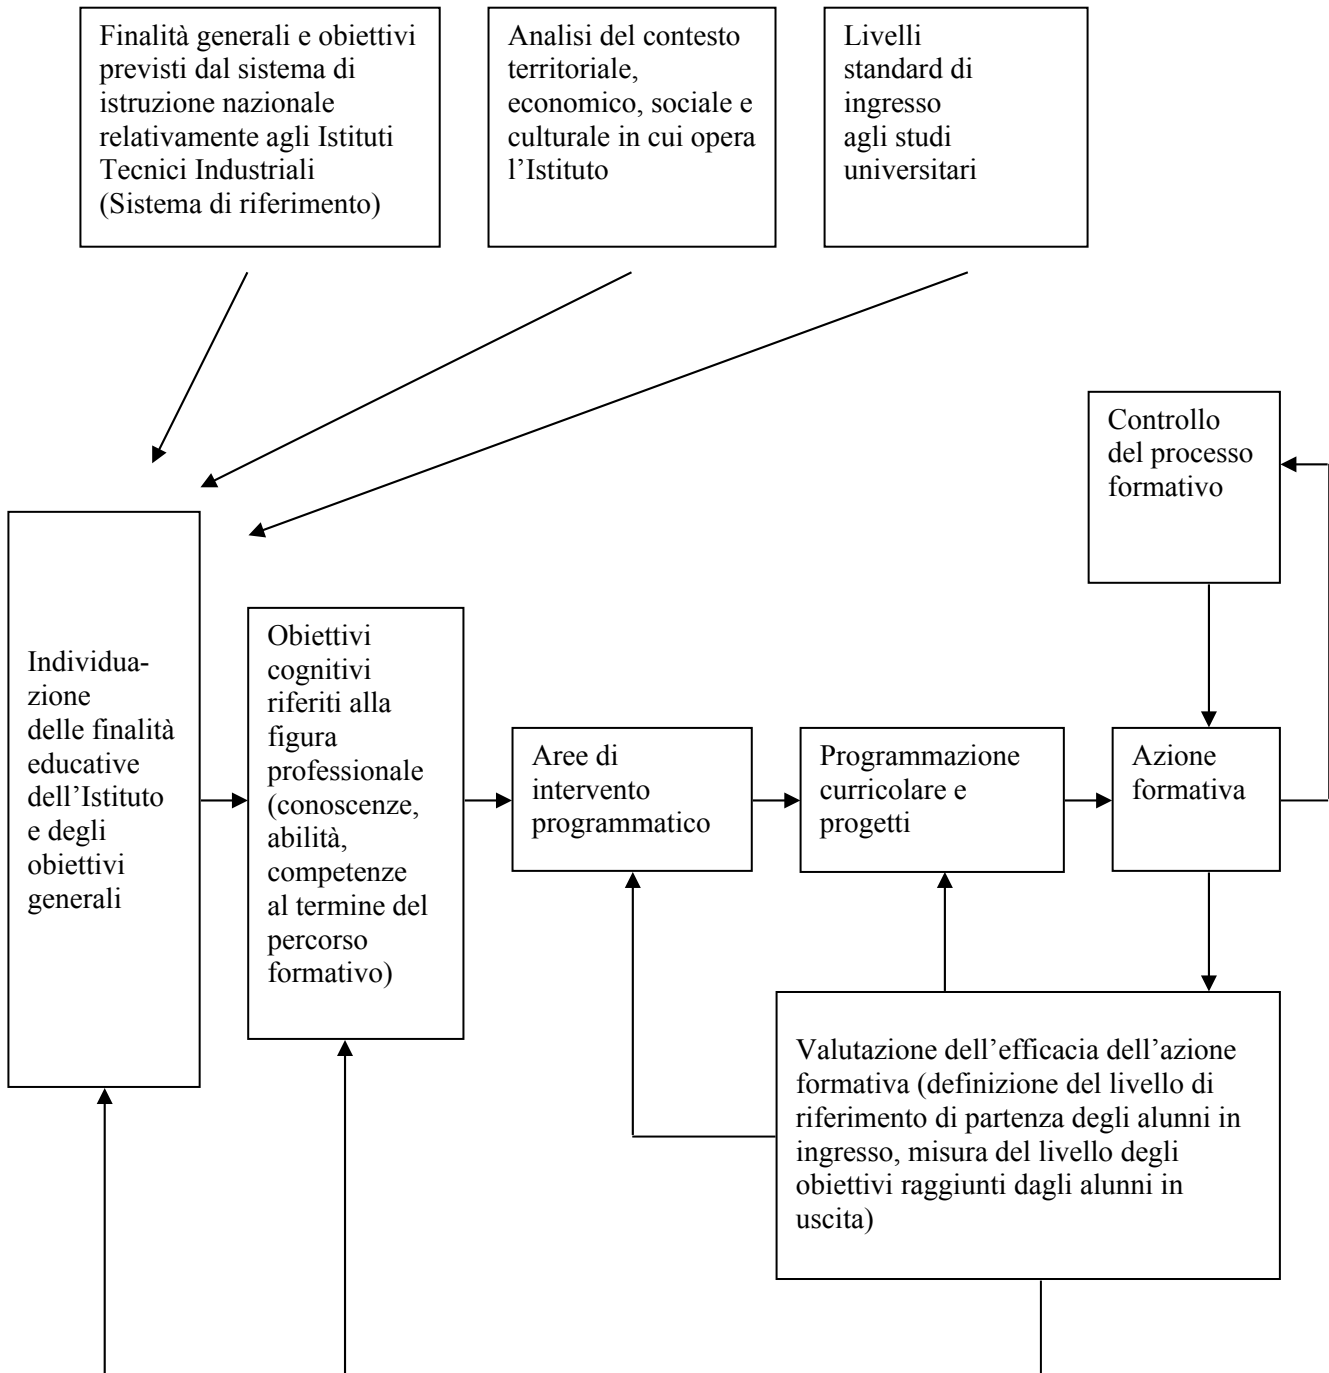 Finalità generali e obiettivi
previsti dal sistema di
istruzione nazionale
relativamente agli Istituti
Tecnici Industriali
(Sistema di riferimento)
Analisi del contesto
territoriale,
economico, sociale e
culturale in cui opera
l’Istituto
Livelli
standard di
ingresso
agli studi
universitari
Controllo
del processo
formativo
Individua-
zione
delle finalità
educative
dell’Istituto
e degli
obiettivi
generali
Obiettivi
cognitivi
riferiti alla
figura
professionale
(conoscenze,
abilità,
competenze
al termine del
percorso
formativo)
Aree di
intervento
programmatico
Programmazione
curricolare e
progetti
Azione
formativa
Valutazione dell’efficacia dell’azione
formativa (definizione del livello di
riferimento di partenza degli alunni in
ingresso, misura del livello degli
obiettivi raggiunti dagli alunni in
uscita)